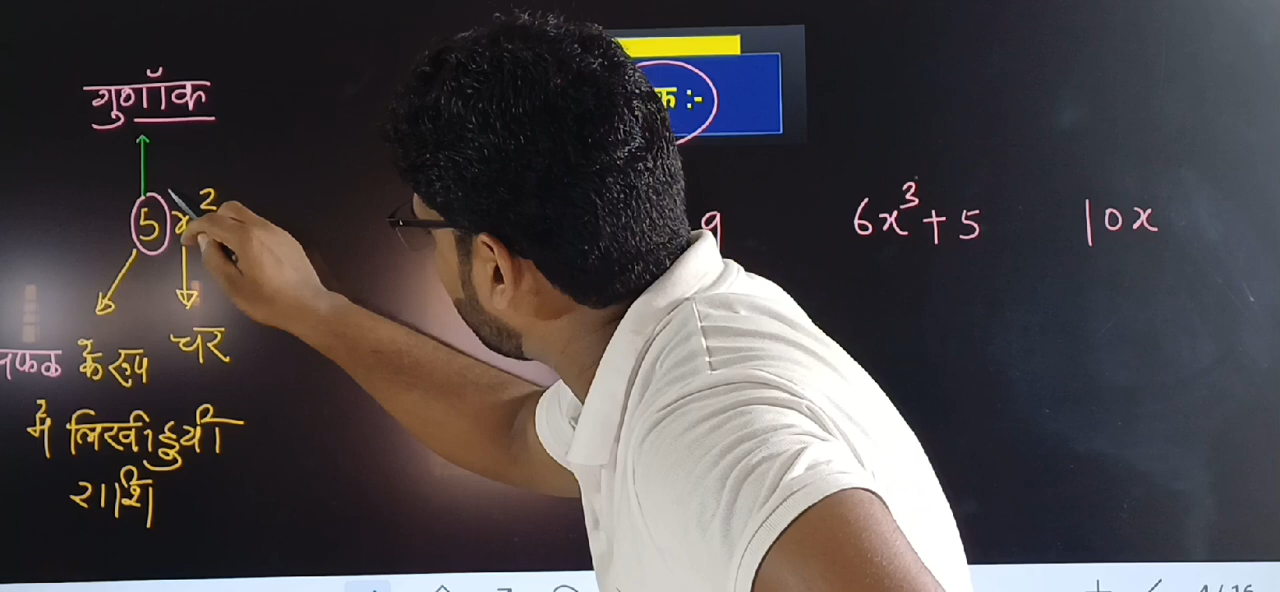 गुणाँक
क :-
5x²
9
6x³+5
10x
के रूप
चर
में लिखी हुयी
राशि